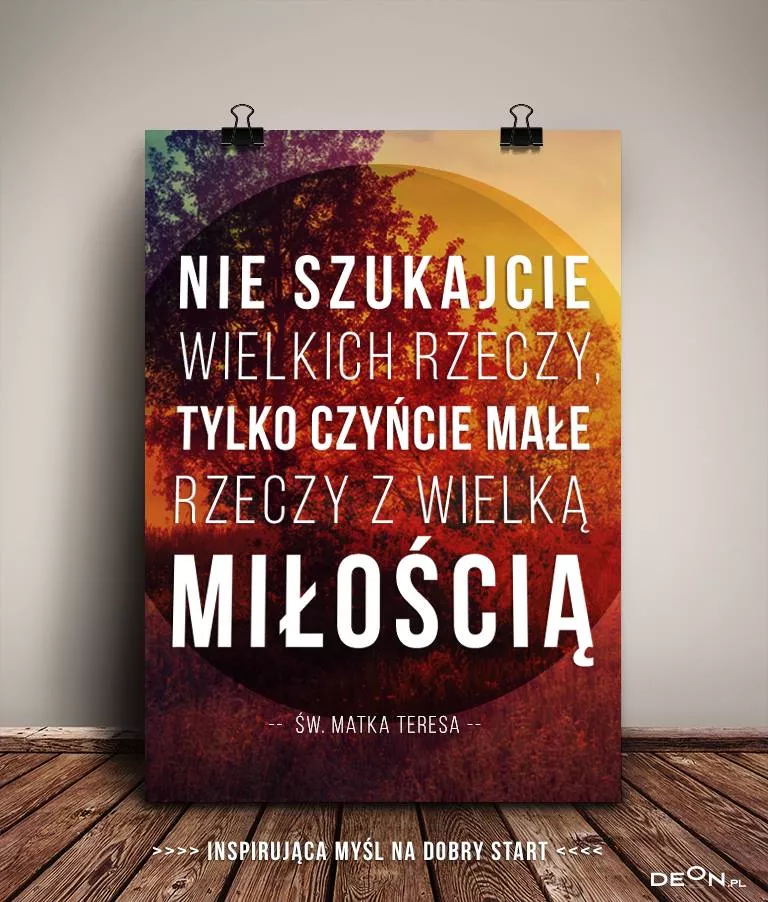 NIE SZUKAJCIE
WIELKICH RZECZY,
TYLKO CZYŃCIE MAŁE
RZECZY Z WIELKĄ
MIŁOŚCIĄ
-- ŚW. MATKA TERESA --
>>>> INSPIRUJĄCA MYŚL NA DOBRY START <<<<
DEON.PL